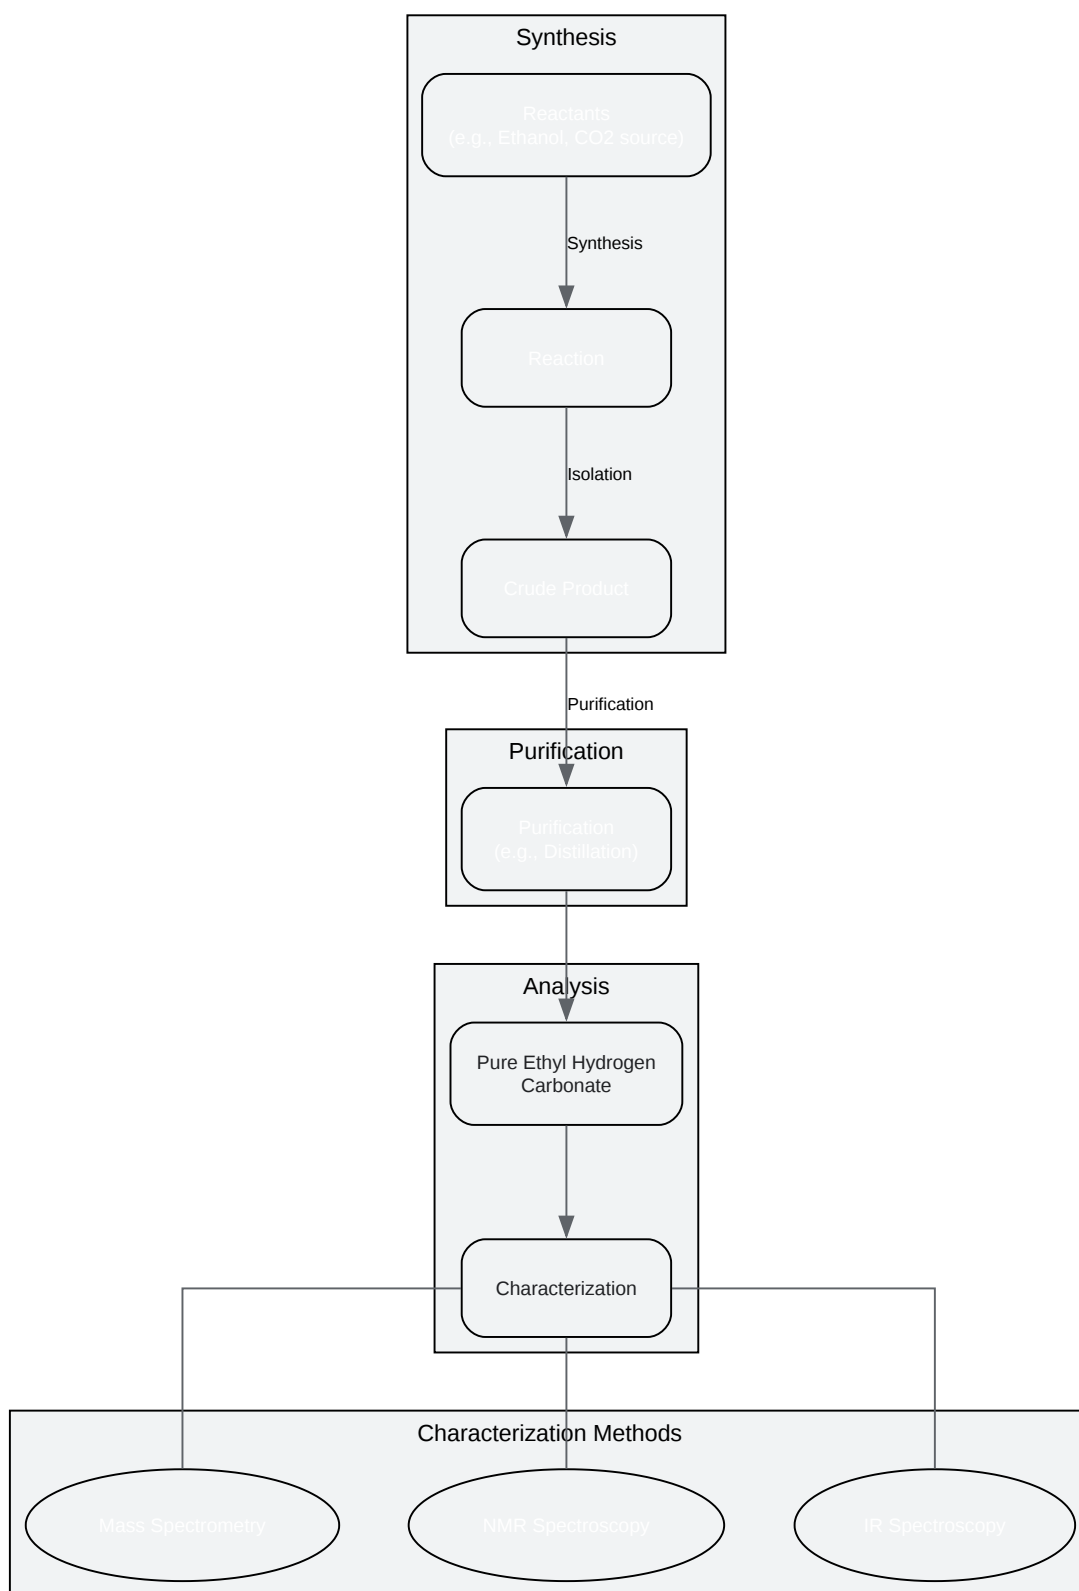 Synthesis
Reactants
(e.g., Ethanol, CO2 source)
Synthesis
Reaction
Isolation
Crude Product
Purification
Purification
Purification
(e.g., Distillation)
Analysis
Pure Ethyl Hydrogen
Carbonate
Characterization
Characterization Methods
Mass Spectrometry
NMR Spectroscopy
IR Spectroscopy